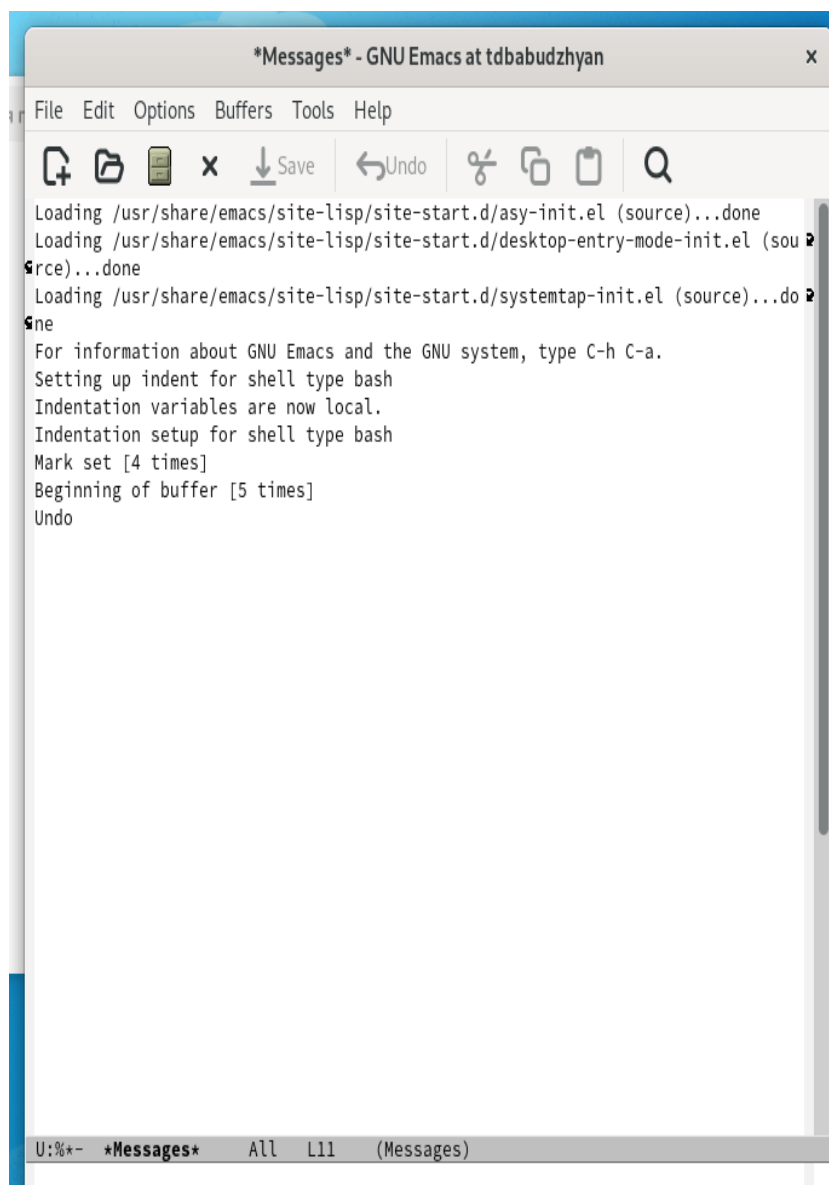 *Messages* - GNU Emacs at tdbabudzhyan x
File Edit Options Buffers Tools Help
Save Undo
Loading /usr/share/emacs/site-lisp/site-start.d/asy-init.el (source)...done
Loading /usr/share/emacs/site-lisp/site-start.d/desktop-entry-mode-init.el (sou
rce)...done
Loading /usr/share/emacs/site-lisp/site-start.d/systemtap-init.el (source)...do
ne
For information about GNU Emacs and the GNU system, type C-h C-a.
Setting up indent for shell type bash
Indentation variables are now local.
Indentation setup for shell type bash
Mark set [4 times]
Beginning of buffer [5 times]
Undo
U:%*- *Messages* All L11 (Messages)